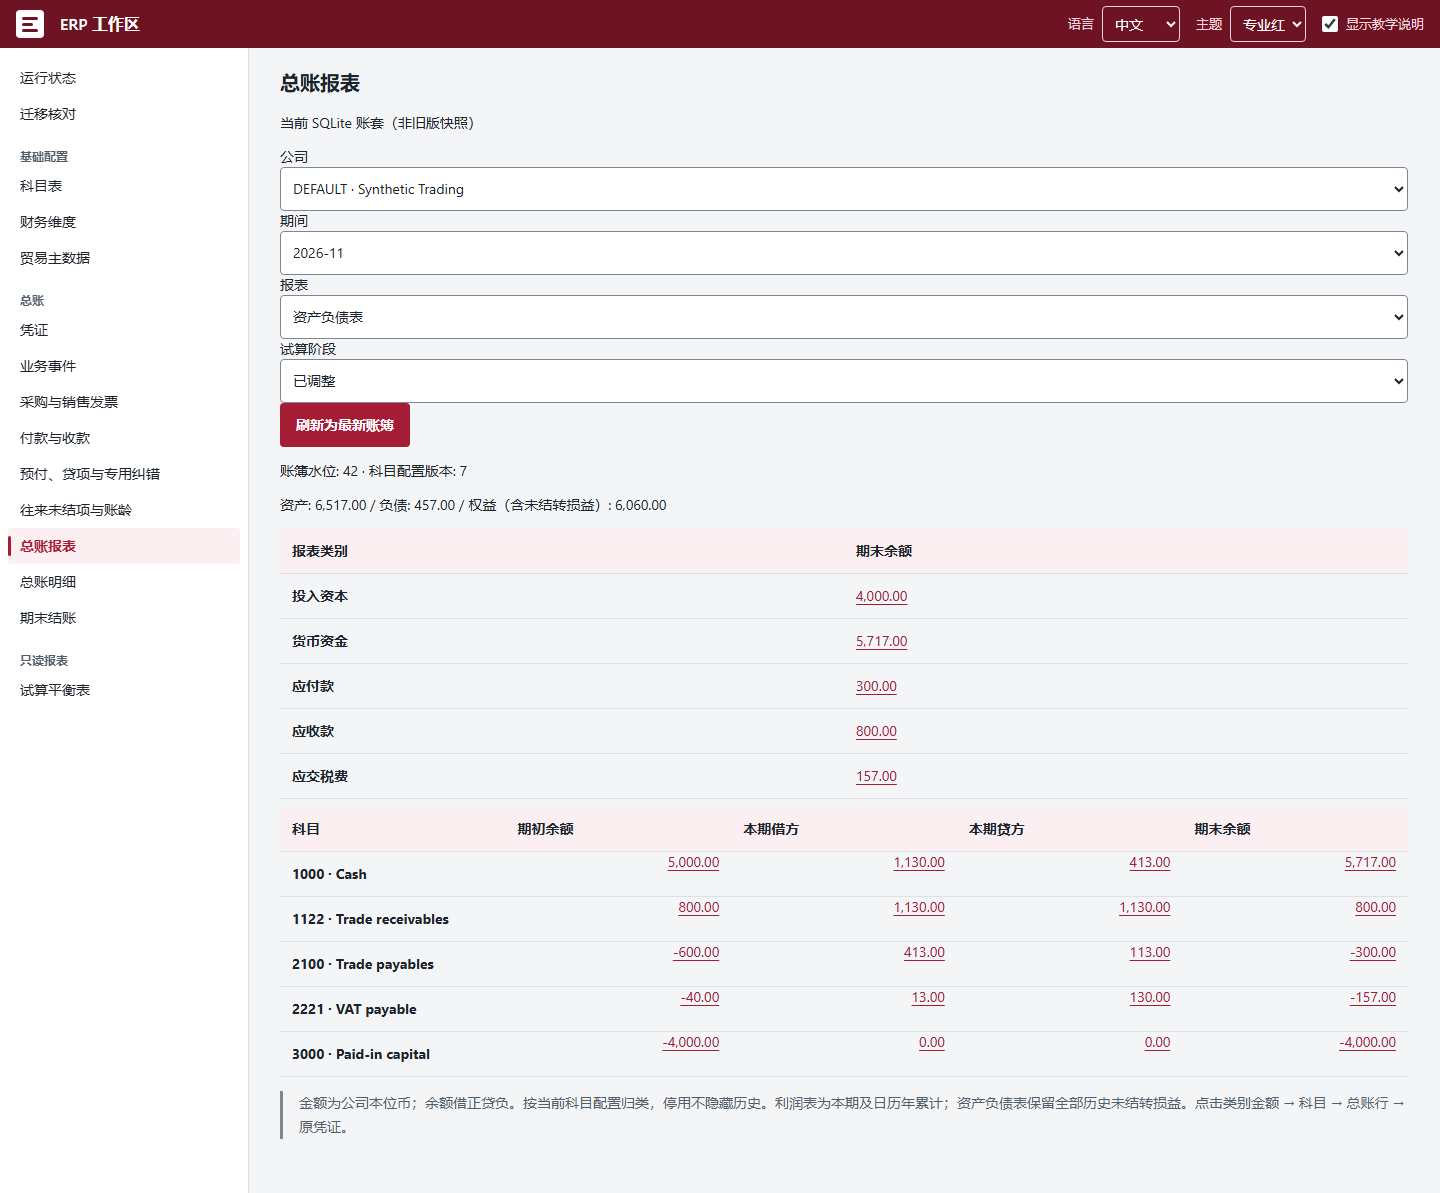 ERP 工作区
语言 中文 主题 专业红 显示教学说明
运行状态
迁移核对
基础配置
科目表
财务维度
贸易主数据
总账
凭证
业务事件
采购与销售发票
付款与收款
预付、贷项与专用纠错
往来未结项与账龄
总账报表
总账明细
期末结账
只读报表
试算平衡表
总账报表
当前 SQLite 账套（非旧版快照）
公司
DEFAULT · Synthetic Trading
期间
2026-11
报表
资产负债表
试算阶段
已调整
刷新为最新账簿
账簿水位: 42 · 科目配置版本: 7
资产: 6,517.00 / 负债: 457.00 / 权益（含未结转损益）: 6,060.00
报表类别 期末余额
投入资本 4,000.00
货币资金 5,717.00
应付款 300.00
应收款 800.00
应交税费 157.00
科目 期初余额 本期借方 本期贷方 期末余额
1000 · Cash 5,000.00 1,130.00 413.00 5,717.00
1122 · Trade receivables 800.00 1,130.00 1,130.00 800.00
2100 · Trade payables -600.00 413.00 113.00 -300.00
2221 · VAT payable -40.00 13.00 130.00 -157.00
3000 · Paid-in capital -4,000.00 0.00 0.00 -4,000.00
金额为公司本位币；余额借正贷负。按当前科目配置归类，停用不隐藏历史。利润表为本期及日历年累计；资产负债表保留全部历史未结转损益。点击类别金额 → 科目 → 总账行 →
原凭证。